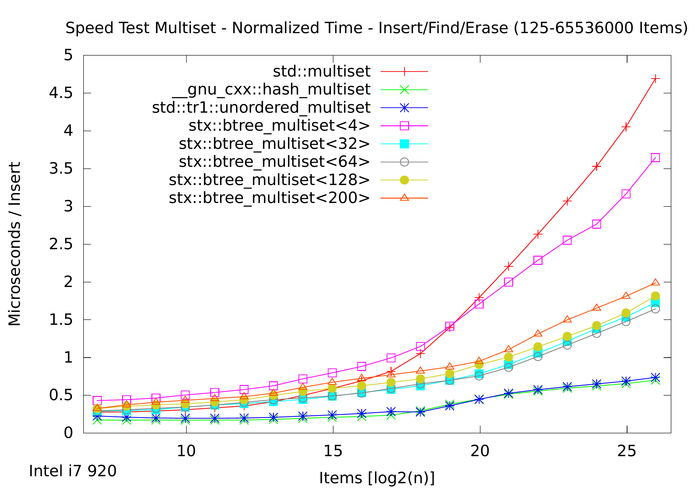 Speed Test Multiset - Normalized Time - Insert/Find/Erase (125-65536000 Items)
5
4.5
4
3.5
3
2.5
2
1.5
1
0.5
0
Microseconds / Insert
std::multiset
__gnu_cxx::hash_multiset
std::tr1::unordered_multiset
stx::btree_multiset<4>
stx::btree_multiset<32>
stx::btree_multiset<64>
stx::btree_multiset<128>
stx::btree_multiset<200>
10 15 20 25
Items [log2(n)]
Intel i7 920